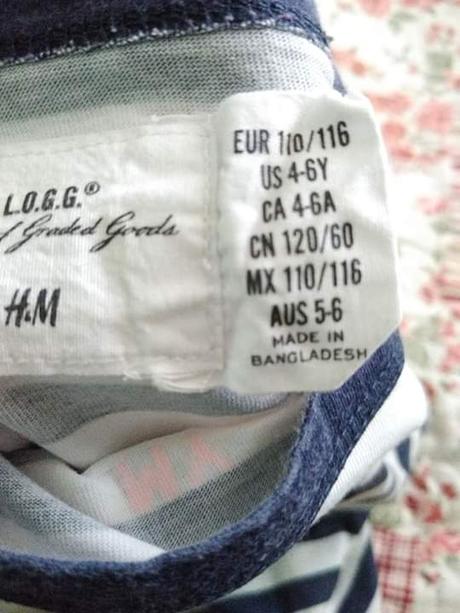 L.O.G.G.®
of Graded Goods
H&M
EUR 110/116
US 4-6Y
CA 4-6A
CN 120/60
MX 110/116
AUS 5-6
MADE IN
BANGLADESH